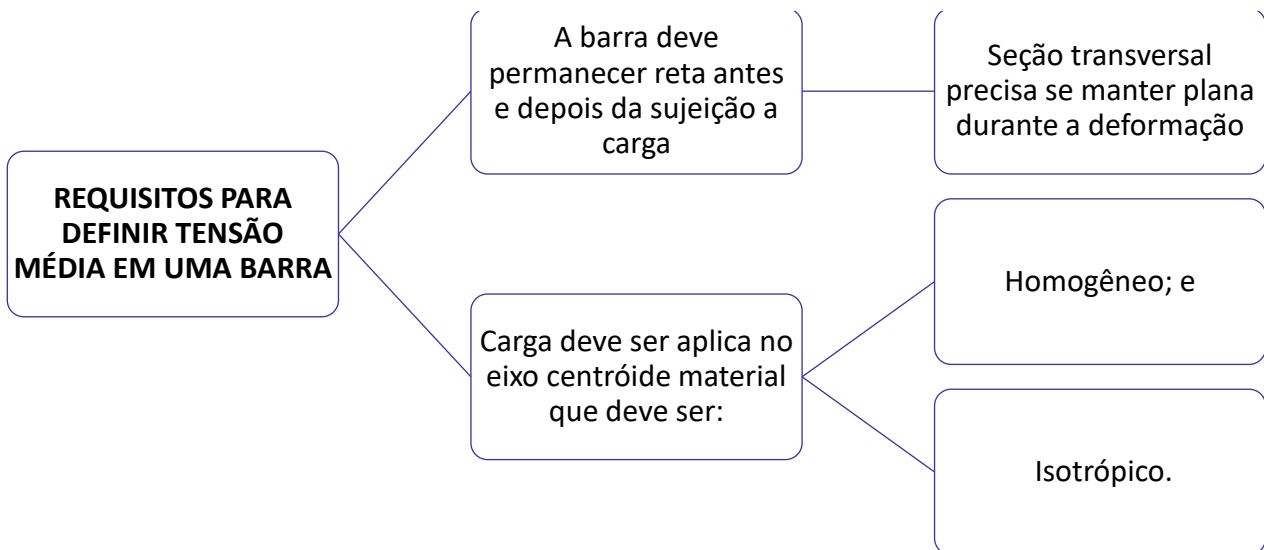 REQUISITOS PARA
DEFINIR TENSÃO
MÉDIA EM UMA BARRA
A barra deve
permanecer reta antes
e depois da sujeição a
carga
Seção transversal
precisa se manter plana
durante a deformação
Carga deve ser aplica no
eixo centróide material
que deve ser:
Homogêneo; e
Isotrópico.